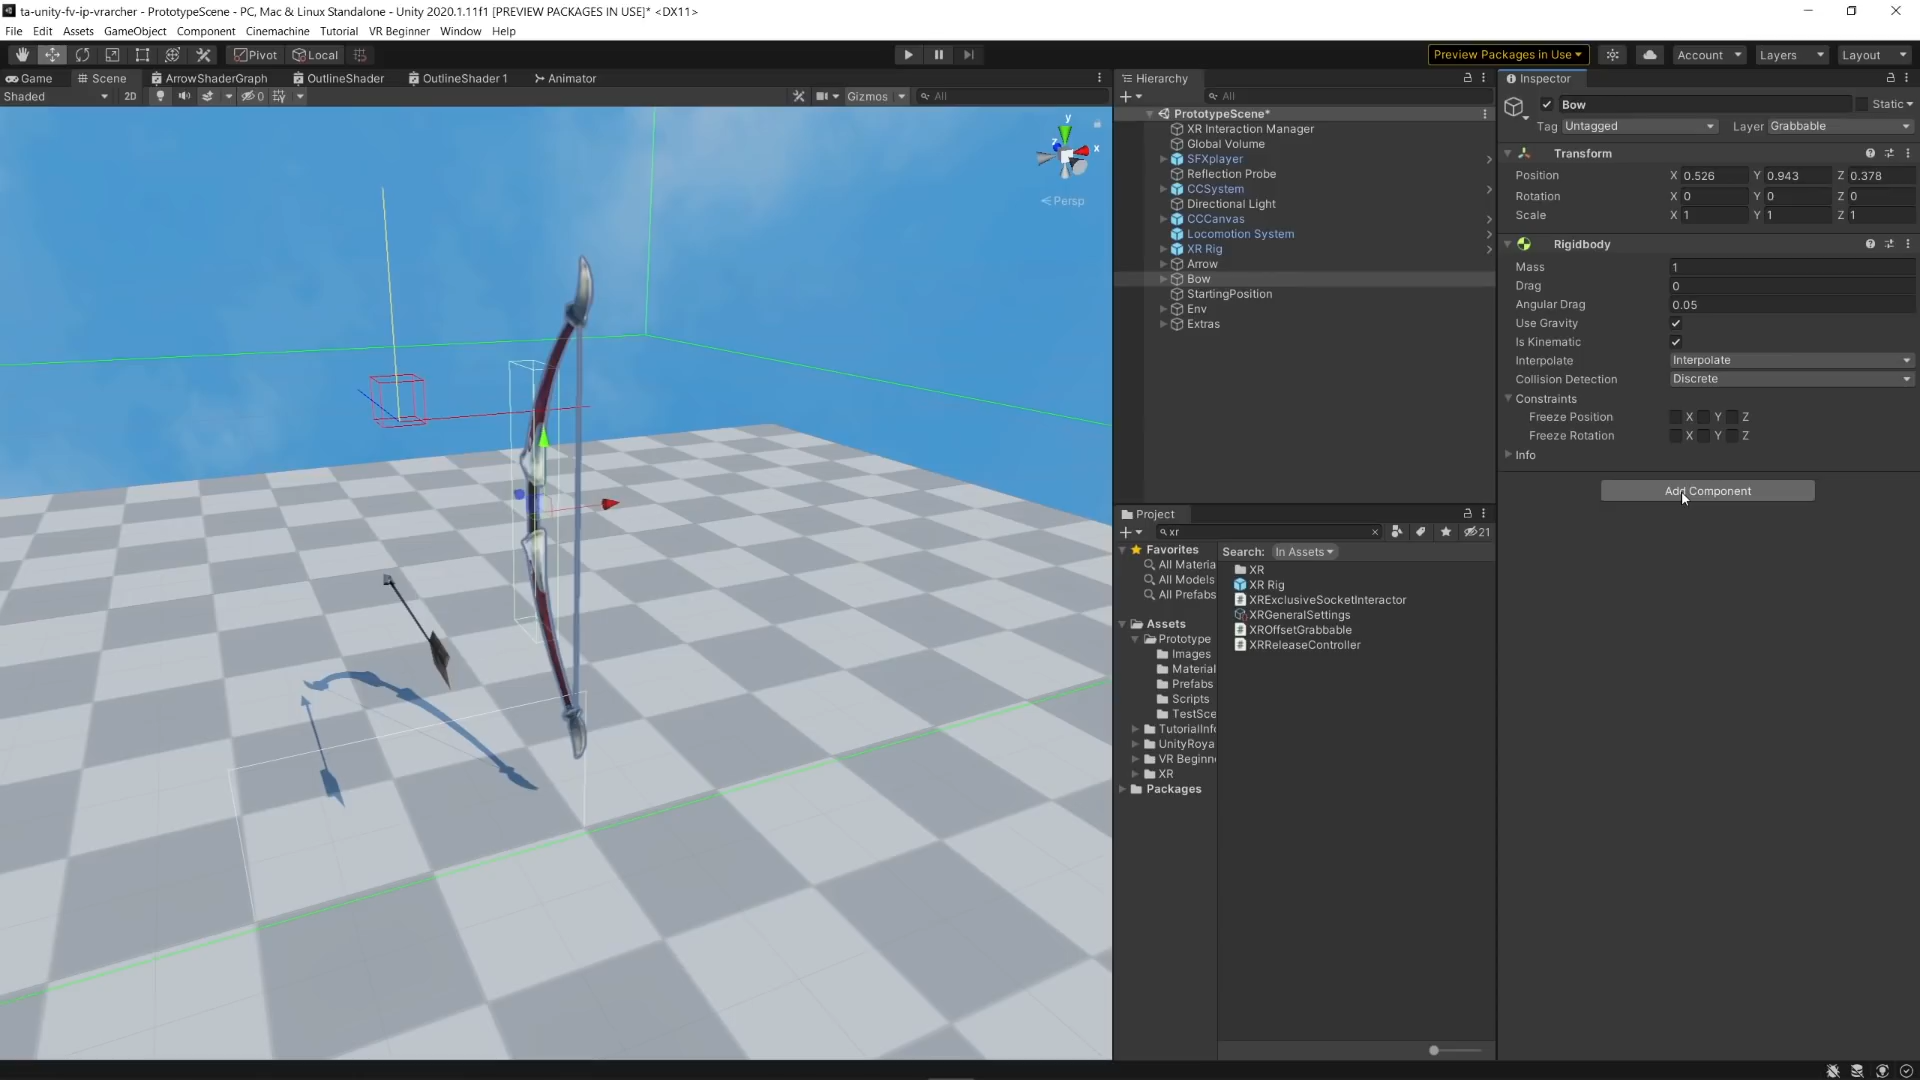 ta-unity-fv-ip-vrarcher - PrototypeScene - PC, Mac & Linux Standalone - Unity 2020.1.11f1 [PREVIEW PACKAGES IN USE]* <DX11>
File Edit Assets GameObject Component Cinemachine Tutorial VR Beginner Window Help
Pivot Local Preview Packages in Use Account Layers Layout
Game Scene ArrowShaderGraph OutlineShader OutlineShader 1 Animator
Shaded 2D 0 Gizmos All
y
x
z
Persp
Hierarchy
All
PrototypeScene*
XR Interaction Manager
Global Volume
SFXplayer
Reflection Probe
CCSystem
Directional Light
CCCanvas
Locomotion System
XR Rig
Arrow
Bow
StartingPosition
Env
Extras
Project
xr 21
Favorites
All Materia
All Models
All Prefabs
Assets
Prototype
Images
Material
Prefabs
Scripts
TestSce
TutorialInfo
UnityRoya
VR Beginne
XR
Packages
Search: In Assets
XR
XR Rig
XRExclusiveSocketInteractor
XRGeneralSettings
XROffsetGrabbable
XRReleaseController
Inspector
Bow Static
Tag Untagged Layer Grabbable
Transform
Position X 0.526 Y 0.943 Z 0.378
Rotation X 0 Y 0 Z 0
Scale X 1 Y 1 Z 1
Rigidbody
Mass 1
Drag 0
Angular Drag 0.05
Use Gravity
Is Kinematic
Interpolate Interpolate
Collision Detection Discrete
Constraints
Freeze Position X Y Z
Freeze Rotation X Y Z
Info
Add Component